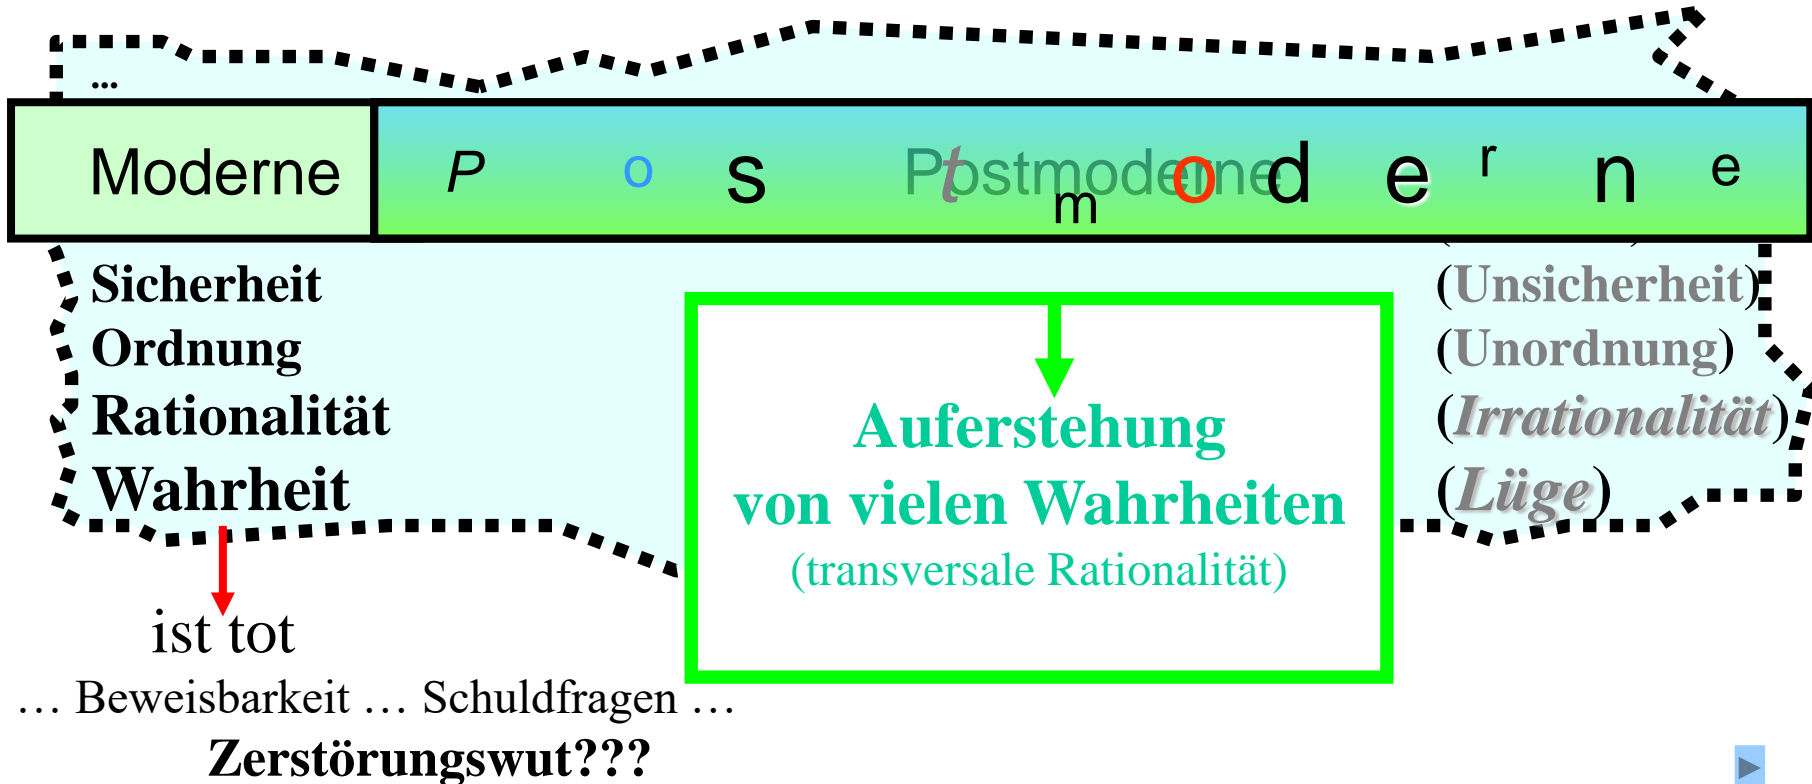 ...
Moderne
Postmoderne
P o s t m o d e r n e
Sicherheit
(Unsicherheit)
Ordnung
(Unordnung)
Rationalität
(Irrationalität)
Wahrheit
(Lüge)
Auferstehung
von vielen Wahrheiten
(transversale Rationalität)
ist tot
… Beweisbarkeit … Schuldfragen …
Zerstörungswut???